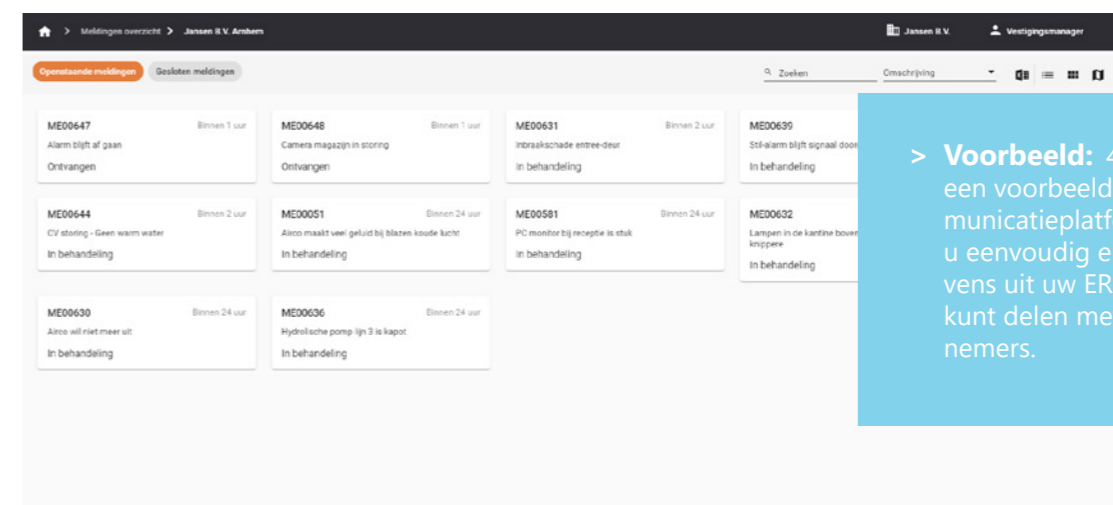 > Meldingen overzicht > Jansen B.V. Arnhem
Jansen B.V. Vestigingsmanager
Openstaande meldingen Gesloten meldingen
Zoeken Omschrijving
ME00647 Binnen 1 uur
Alarm blijft af gaan
Ontvangen
ME00648 Binnen 1 uur
Camera magazijn in storing
Ontvangen
ME00631 Binnen 2 uur
Inbraakschade entree-deur
In behandeling
ME00639
Stil-alarm blijft signaal door
In behandeling
ME00644 Binnen 2 uur
CV storing - Geen warm water
In behandeling
ME00051 Binnen 24 uur
Airco maakt veel geluid bij blazen koude lucht
In behandeling
ME00581 Binnen 24 uur
PC monitor bij receptie is stuk
In behandeling
ME00632
Lampen in de kantine boven
knippere
In behandeling
ME00630 Binnen 24 uur
Airco wil niet meer uit
In behandeling
ME00636 Binnen 24 uur
Hydrolische pomp lijn 3 is kapot
In behandeling
> Voorbeeld: 4
een voorbeeld
municatieplatf
u eenvoudig e
vens uit uw ER
kunt delen me
nemers.